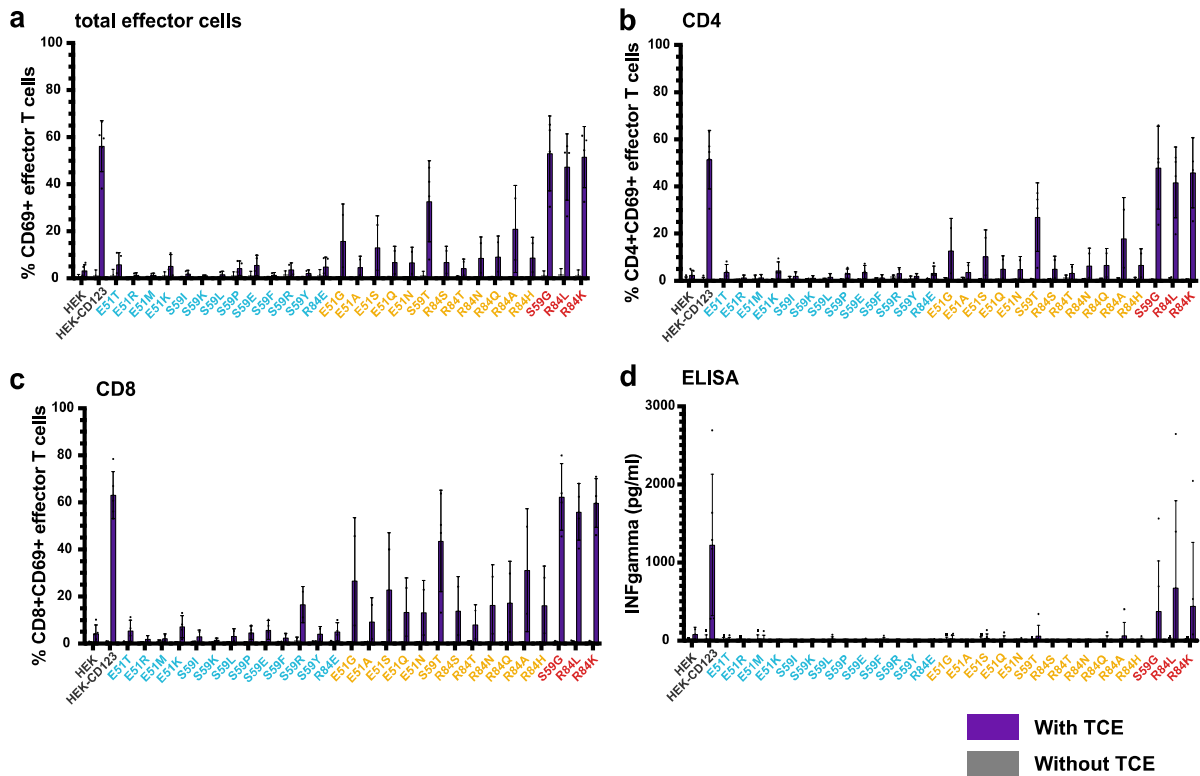 a total effector cells
% CD69+ effector T cells
100
80
60
40
20
0
HEK
HEK-CD123
E51T
E51R
E51M
E51K
S59I
S59K
S59L
S59P
S59E
S59F
S59R
S59Y
R84E
E51G
E51A
E51S
E51Q
E51N
S59T
R84S
R84T
R84N
R84Q
R84A
R84H
S59G
R84L
R84K
b CD4
% CD4+CD69+ effector T cells
100
80
60
40
20
0
HEK
HEK-CD123
E51T
E51R
E51M
E51K
S59I
S59K
S59L
S59P
S59E
S59F
S59R
S59Y
R84E
E51G
E51A
E51S
E51Q
E51N
S59T
R84S
R84T
R84N
R84Q
R84A
R84H
S59G
R84L
R84K
c CD8
% CD8+CD69+ effector T cells
100
80
60
40
20
0
HEK
HEK-CD123
E51T
E51R
E51M
E51K
S59I
S59K
S59L
S59P
S59E
S59F
S59R
S59Y
R84E
E51G
E51A
E51S
E51Q
E51N
S59T
R84S
R84T
R84N
R84Q
R84A
R84H
S59G
R84L
R84K
d ELISA
INFgamma (pg/ml)
3000
2000
1000
0
HEK
HEK-CD123
E51T
E51R
E51M
E51K
S59I
S59K
S59L
S59P
S59E
S59F
S59R
S59Y
R84E
E51G
E51A
E51S
E51Q
E51N
S59T
R84S
R84T
R84N
R84Q
R84A
R84H
S59G
R84L
R84K
With TCE
Without TCE